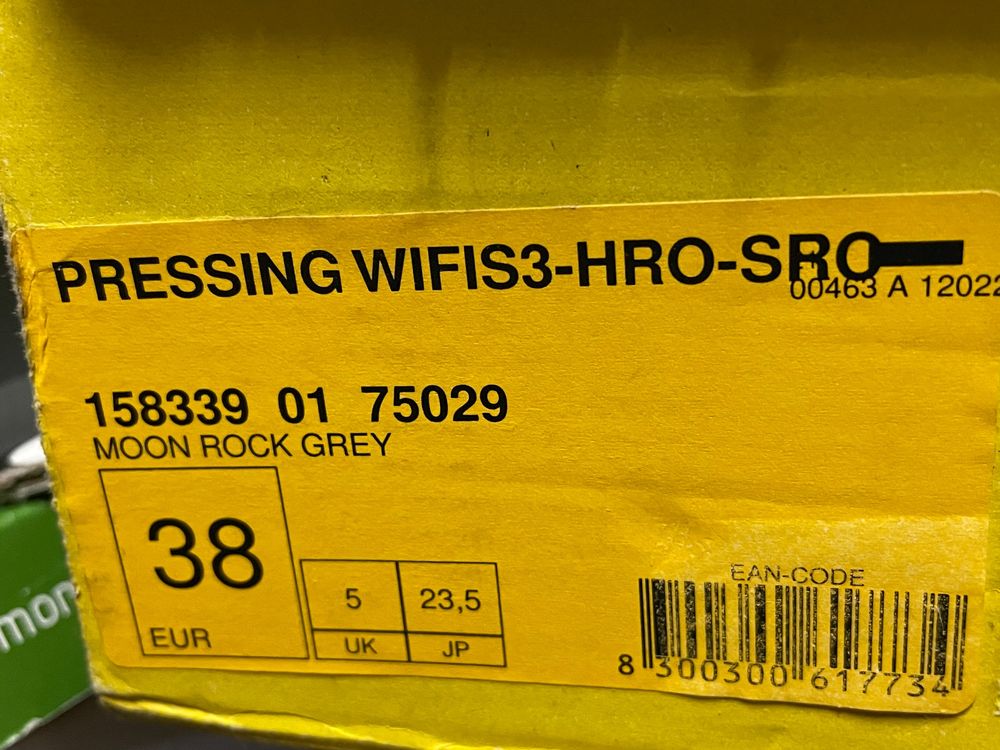 PRESSING WIFIS3-HRO-SRO
00463 A 12022
158339 01 75029
MOON ROCK GREY
38
EUR
5
23,5
UK
JP
EAN-CODE
8 300300 617734
mon